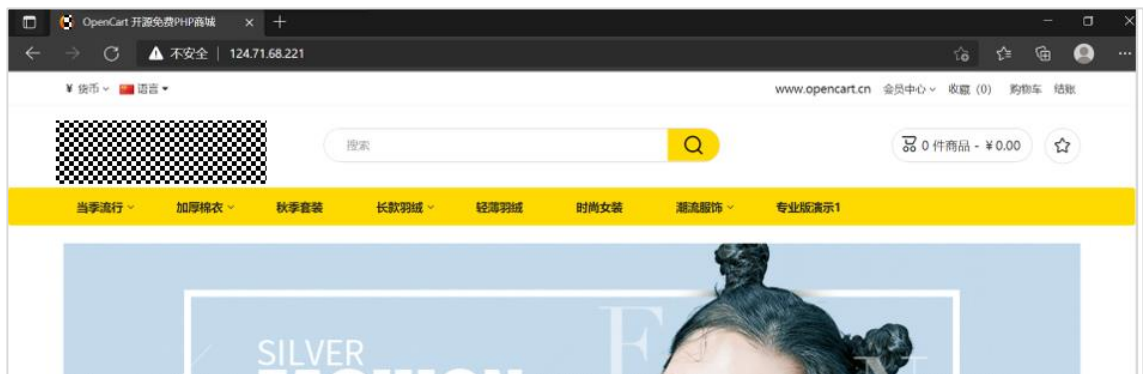 OpenCart 开源免费PHP商城
不安全 124.71.68.221
¥ 货币 语言 www.opencart.cn 会员中心 收藏 (0) 购物车 结账
搜索 0 件商品 - ¥0.00
当季流行 加厚棉衣 秋季套装 长款羽绒 轻薄羽绒 时尚女装 潮流服饰 专业版演示1
SILVER